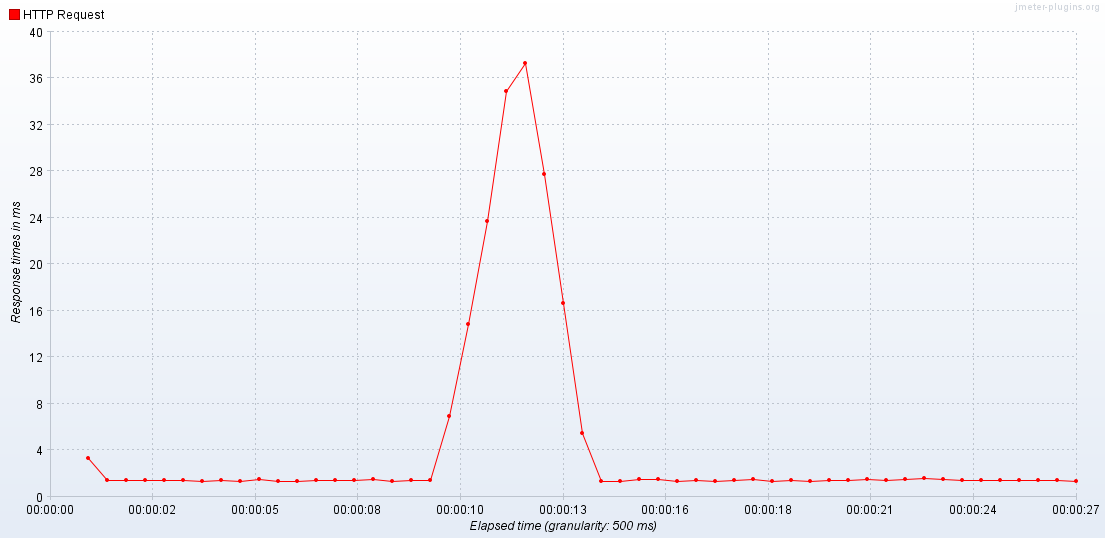 jmeter-plugins.org
HTTP Request
40
36
32
28
24
20
16
12
8
4
0
Response times in ms
00:00:00 00:00:02 00:00:05 00:00:08 00:00:10 00:00:13 00:00:16 00:00:18 00:00:21 00:00:24 00:00:27
Elapsed time (granularity: 500 ms)